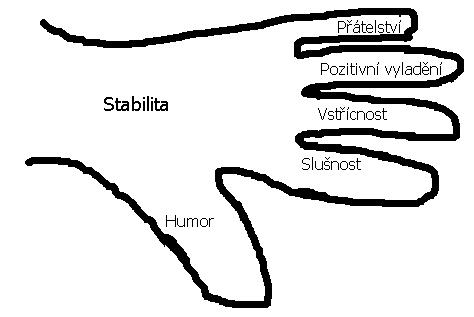 Přátelství
Pozitivní vyladění
Stabilita
Vstřícnost
Slušnost
Humor